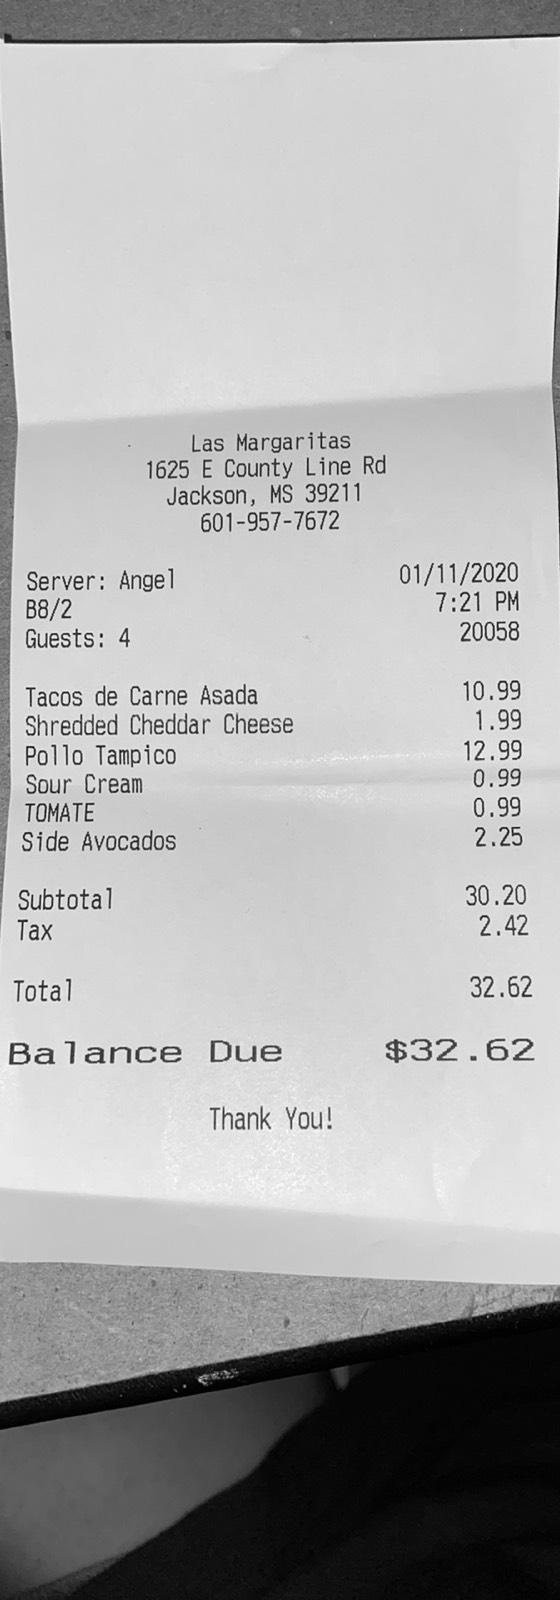 Las Margaritas
1625 E County Line Rd
Jackson, MS 39211
601-957-7672
Server: Angel 01/11/2020
B8/2 7:21 PM
Guests: 4 20058
Tacos de Carne Asada 10.99
Shredded Cheddar Cheese 1.99
Pollo Tampico 12.99
Sour Cream 0.99
TOMATE 0.99
Side Avocados 2.25
Subtotal 30.20
Tax 2.42
Total 32.62
Balance Due $32.62
Thank You!